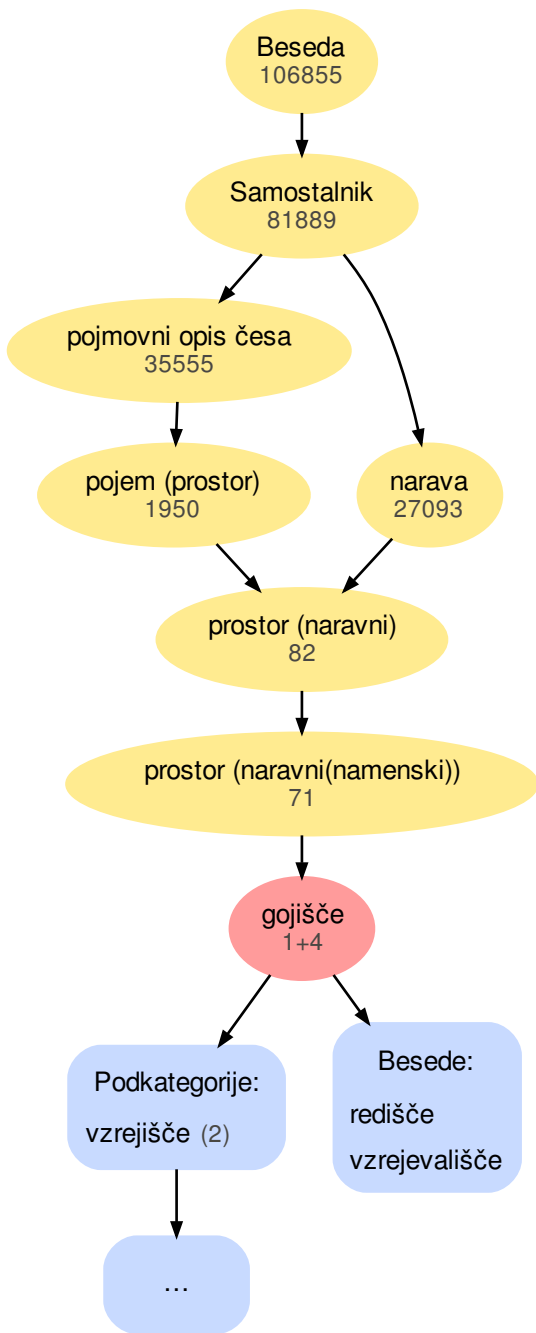 Beseda
106855
Samostalnik
81889
pojmovni opis česa
35555
pojem (prostor)
1950
narava
27093
prostor (naravni)
82
prostor (naravni(namenski))
71
gojišče
1+4
Podkategorije:
vzrejišče (2)
Besede:
redišče
vzrejevališče
...